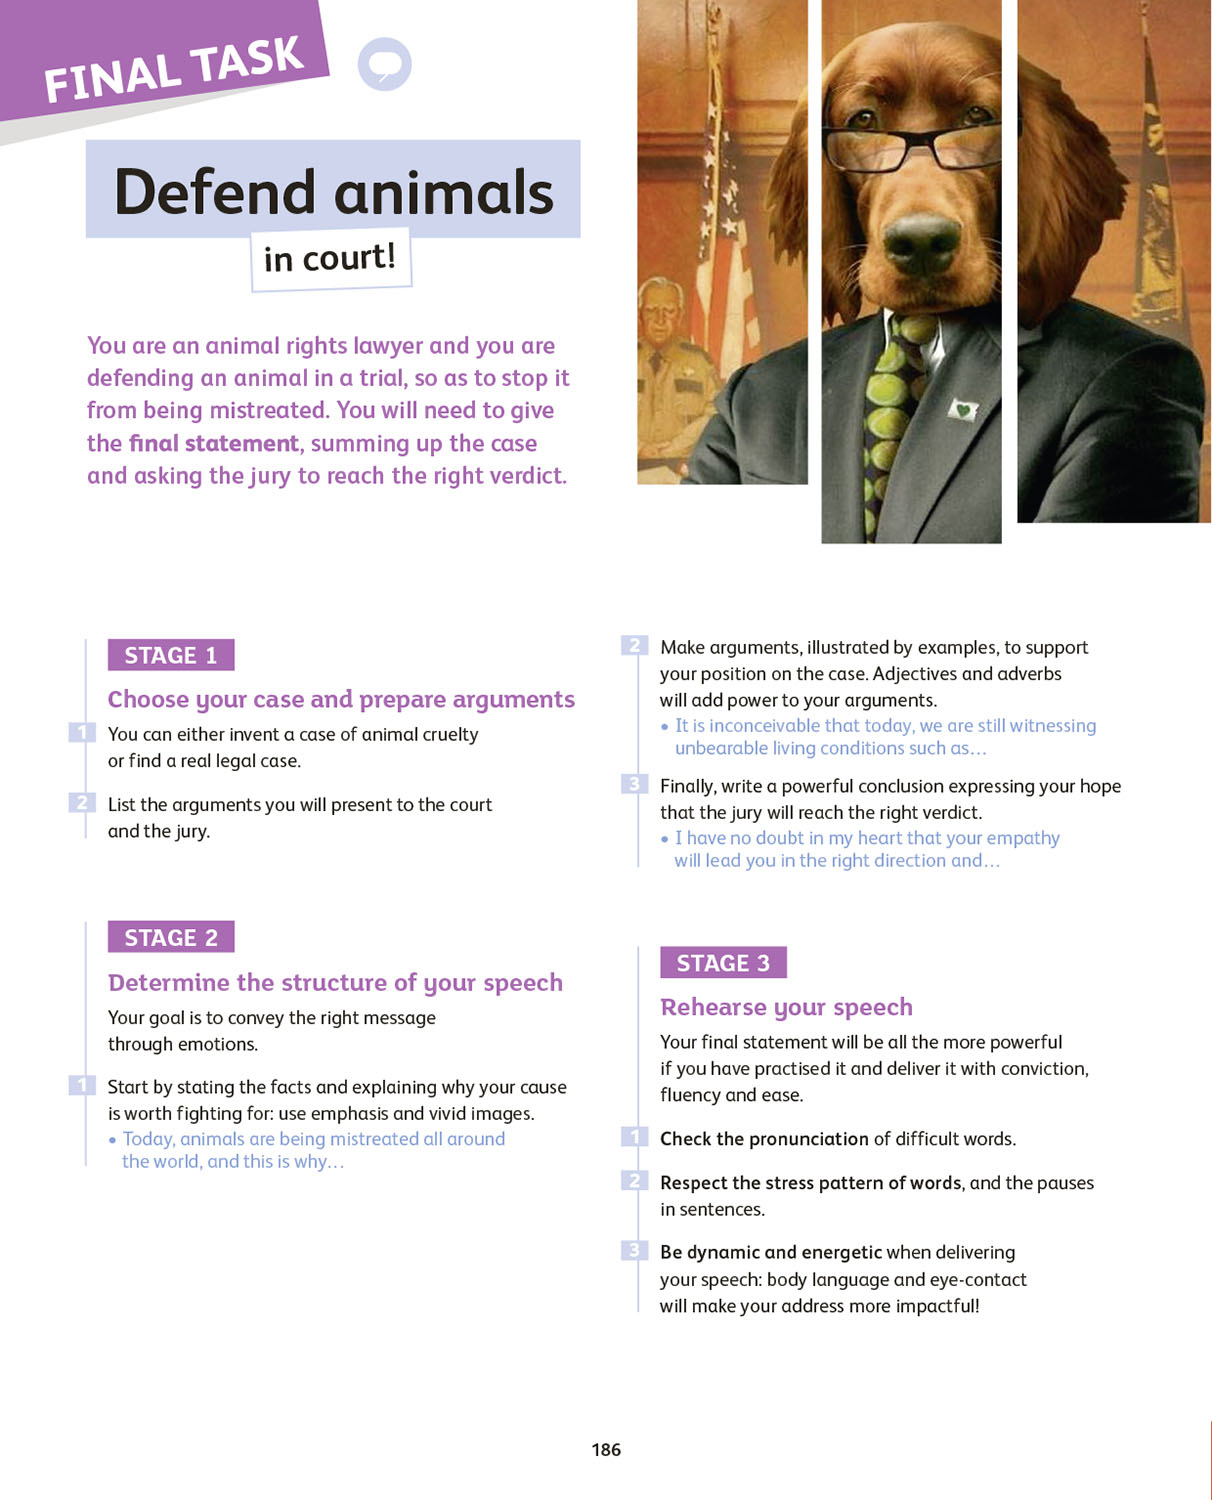 FINAL TASK
Defend animals
in court!
You are an animal rights lawyer and you are
defending an animal in a trial, so as to stop it
from being mistreated. You will need to give
the final statement, summing up the case
and asking the jury to reach the right verdict.
STAGE 1
Choose your case and prepare arguments
1 You can either invent a case of animal cruelty
or find a real legal case.
2 List the arguments you will present to the court
and the jury.
STAGE 2
Determine the structure of your speech
Your goal is to convey the right message
through emotions.
1 Start by stating the facts and explaining why your cause
is worth fighting for: use emphasis and vivid images.
• Today, animals are being mistreated all around
the world, and this is why…
2 Make arguments, illustrated by examples, to support
your position on the case. Adjectives and adverbs
will add power to your arguments.
• It is inconceivable that today, we are still witnessing
unbearable living conditions such as…
3 Finally, write a powerful conclusion expressing your hope
that the jury will reach the right verdict.
• I have no doubt in my heart that your empathy
will lead you in the right direction and…
STAGE 3
Rehearse your speech
Your final statement will be all the more powerful
if you have practised it and deliver it with conviction,
fluency and ease.
1 Check the pronunciation of difficult words.
2 Respect the stress pattern of words, and the pauses
in sentences.
3 Be dynamic and energetic when delivering
your speech: body language and eye-contact
will make your address more impactful!
186